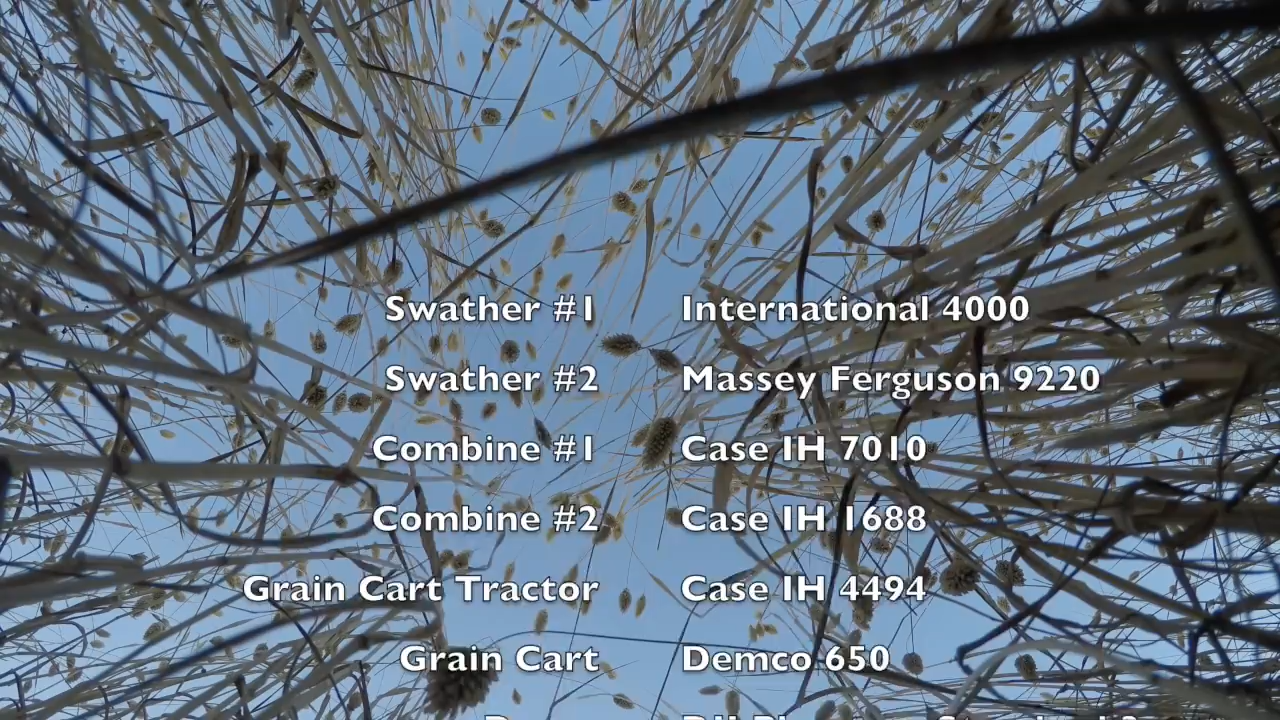 Swather #1 International 4000
Swather #2 Massey Ferguson 9220
Combine #1 Case IH 7010
Combine #2 Case IH 1688
Grain Cart Tractor Case IH 4494
Grain Cart Demco 650